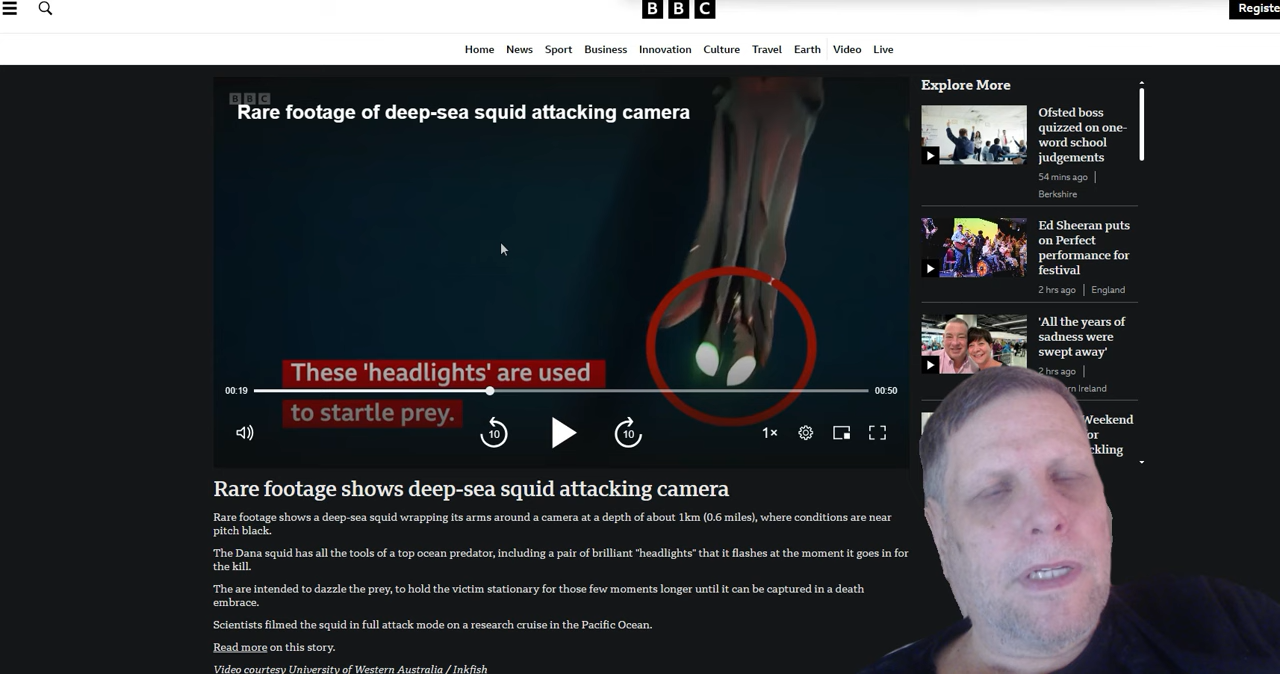 BBC
Registe
Home News Sport Business Innovation Culture Travel Earth Video Live
BBC
Rare footage of deep-sea squid attacking camera
These 'headlights' are used
00:19
00:50
to startle prey.
10
10
1×
Rare footage shows deep-sea squid attacking camera
Rare footage shows a deep-sea squid wrapping its arms around a camera at a depth of about 1km (0.6 miles), where conditions are near
pitch black.
The Dana squid has all the tools of a top ocean predator, including a pair of brilliant "headlights" that it flashes at the moment it goes in for
the kill.
The are intended to dazzle the prey, to hold the victim stationary for those few moments longer until it can be captured in a death
embrace.
Scientists filmed the squid in full attack mode on a research cruise in the Pacific Ocean.
Read more on this story.
Video courtesy University of Western Australia / Inkfish
Explore More
Ofsted boss
quizzed on one-
word school
judgements
54 mins ago
Berkshire
Ed Sheeran puts
on Perfect
performance for
festival
2 hrs ago | England
'All the years of
sadness were
swept away'
2 hrs ago
Ireland
Weekend